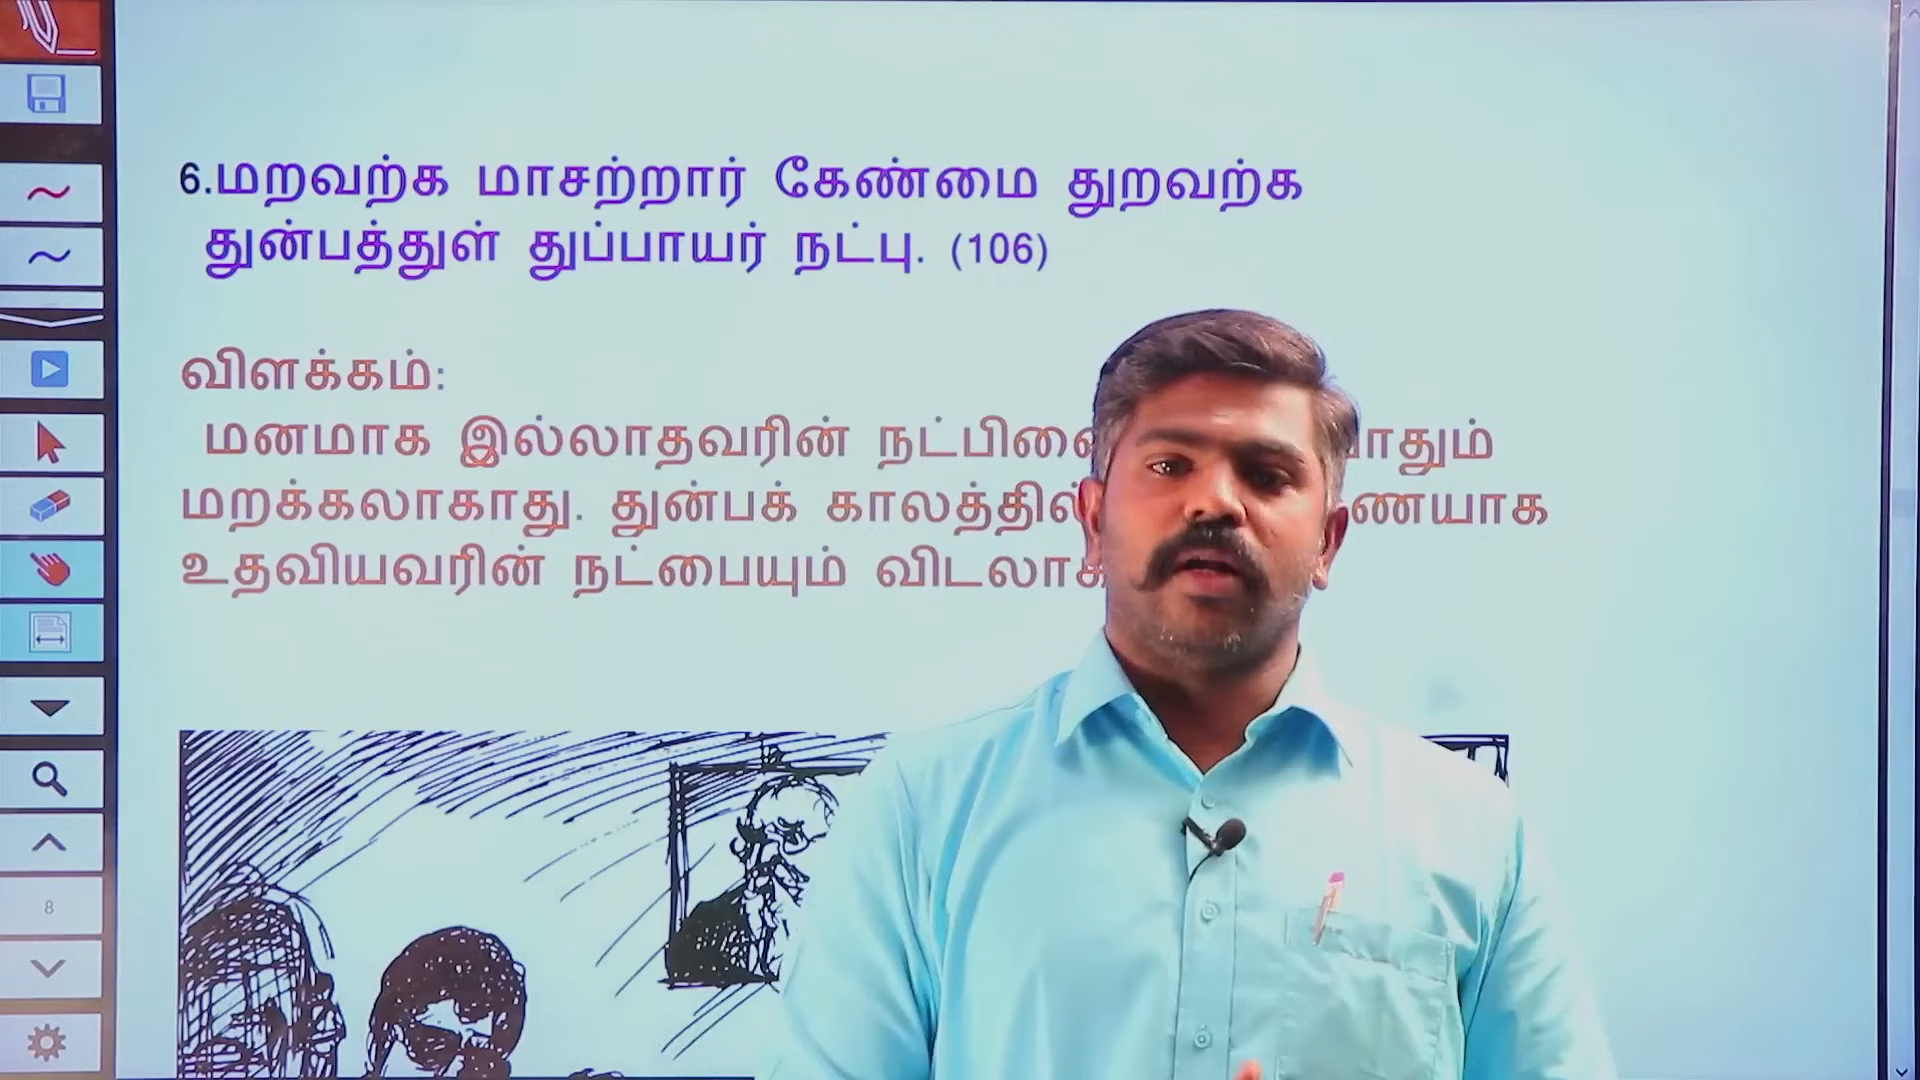 6.மறவற்க மாசற்றார் கேண்மை துறவற்க
துன்பத்துள் துப்பாயர் நட்பு. (106)
விளக்கம்:
மனமாக இல்லாதவரின் நட்பினை
மறக்கலாகாது. துன்பக் காலத்தில்
உதவியவரின் நட்பையும்
8